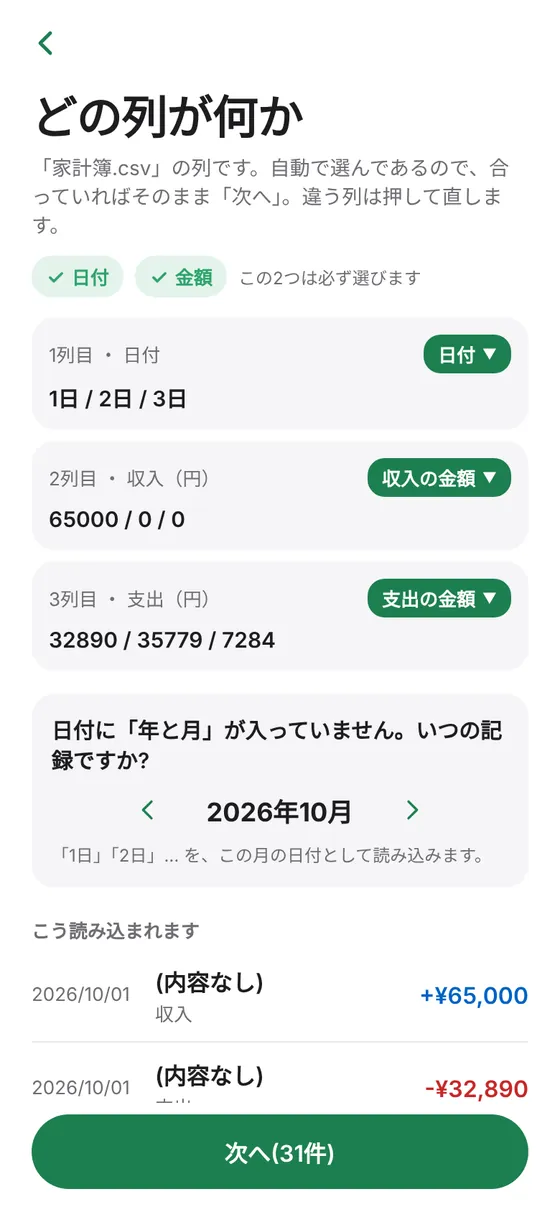 どの列が何か
「家計簿.csv」の列です。自動で選んであるので、合
っていればそのまま「次へ」。違う列は押して直しま
す。
日付 金額 この2つは必ず選びます
1列目 ・ 日付 日付 ▼
1日 / 2日 / 3日
2列目 ・ 収入（円） 収入の金額 ▼
65000 / 0 / 0
3列目 ・ 支出（円） 支出の金額 ▼
32890 / 35779 / 7284
日付に「年と月」が入っていません。いつの記
録ですか?
2026年10月
「1日」「2日」... を、この月の日付として読み込みます。
こう読み込まれます
2026/10/01 (内容なし) +¥65,000
収入
2026/10/01 (内容なし) -¥32,890
次へ(31件)